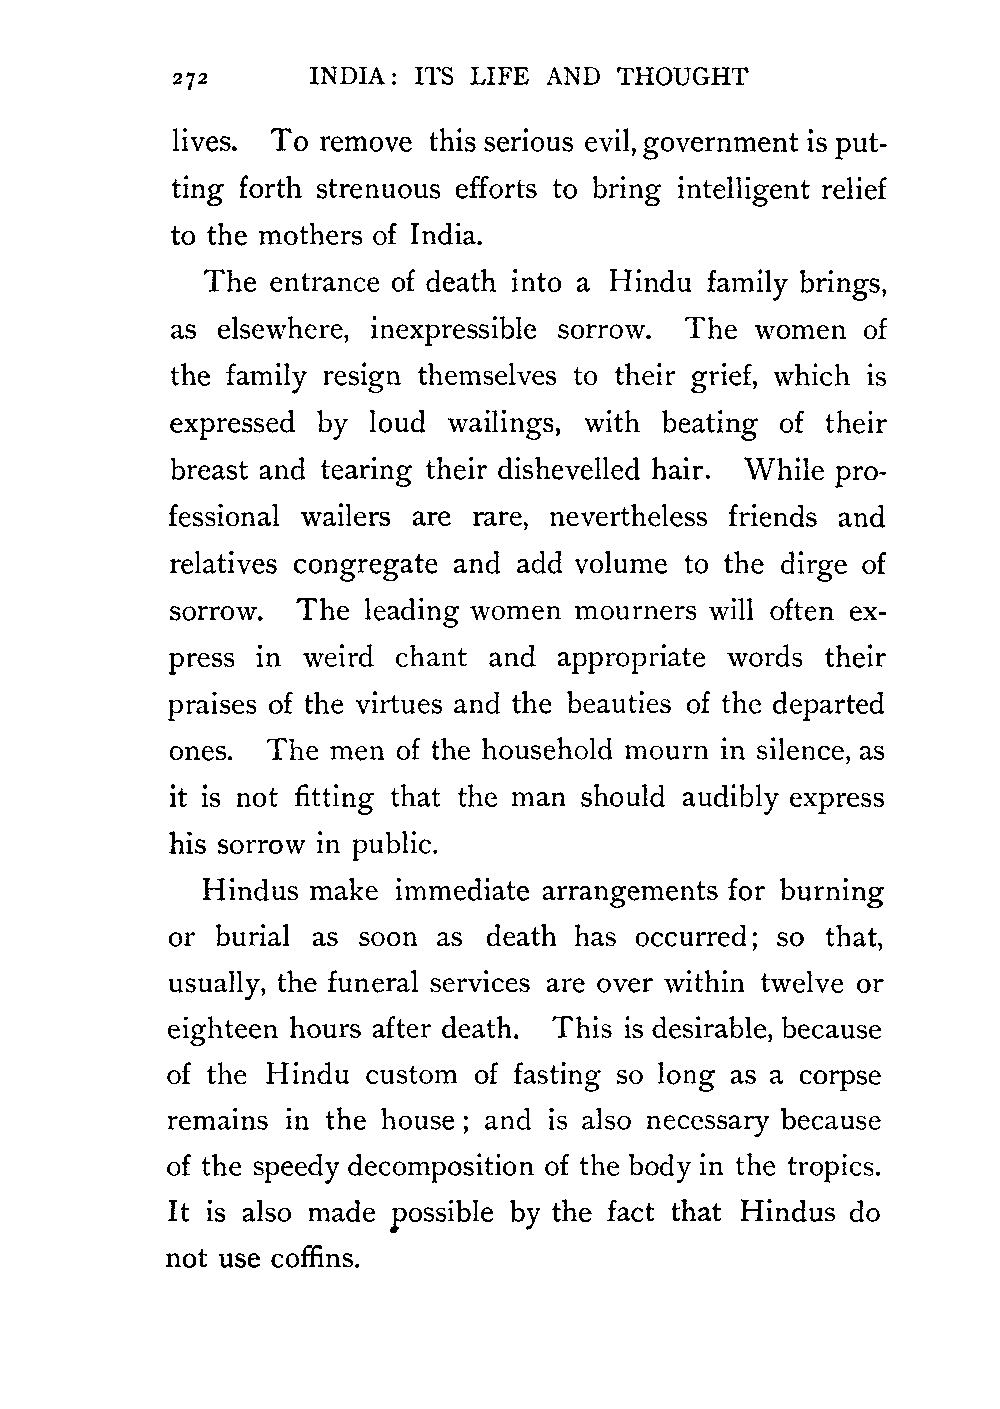 272 INDIA: ITS LIFE AND THOUGHT
lives. To remove this serious evil, government is put-
ting forth strenuous efforts to bring intelligent relief
to the mothers of India.
The entrance of death into a Hindu family brings,
as elsewhere, inexpressible sorrow. The women of
the family resign themselves to their grief, which is
expressed by loud wailings, with beating of their
breast and tearing their dishevelled hair. While pro-
fessional wailers are rare, nevertheless friends and
relatives congregate and add volume to the dirge of
sorrow. The leading women mourners will often ex-
press in weird chant and appropriate words their
praises of the virtues and the beauties of the departed
ones. The men of the household mourn in silence, as
it is not fitting that the man should audibly express
his sorrow in public.
Hindus make immediate arrangements for burning
or burial as soon as death has occurred; so that,
usually, the funeral services are over within twelve or
eighteen hours after death. This is desirable, because
of the Hindu custom of fasting so long as a corpse
remains in the house; and is also necessary because
of the speedy decomposition of the body in the tropics.
It is also made possible by the fact that Hindus do
not use coffins.